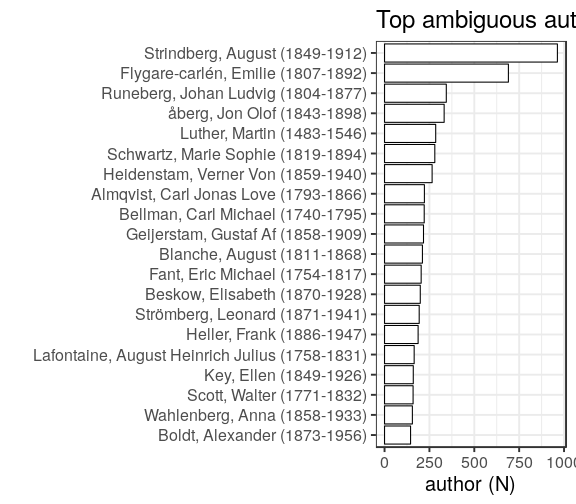 Top ambiguous aut
Strindberg, August (1849-1912)
Flygare-carlén, Emilie (1807-1892)
Runeberg, Johan Ludvig (1804-1877)
åberg, Jon Olof (1843-1898)
Luther, Martin (1483-1546)
Schwartz, Marie Sophie (1819-1894)
Heidenstam, Verner Von (1859-1940)
Almqvist, Carl Jonas Love (1793-1866)
Bellman, Carl Michael (1740-1795)
Geijerstam, Gustaf Af (1858-1909)
Blanche, August (1811-1868)
Fant, Eric Michael (1754-1817)
Beskow, Elisabeth (1870-1928)
Strömberg, Leonard (1871-1941)
Heller, Frank (1886-1947)
Lafontaine, August Heinrich Julius (1758-1831)
Key, Ellen (1849-1926)
Scott, Walter (1771-1832)
Wahlenberg, Anna (1858-1933)
Boldt, Alexander (1873-1956)
0 250 500 750 1000
author (N)